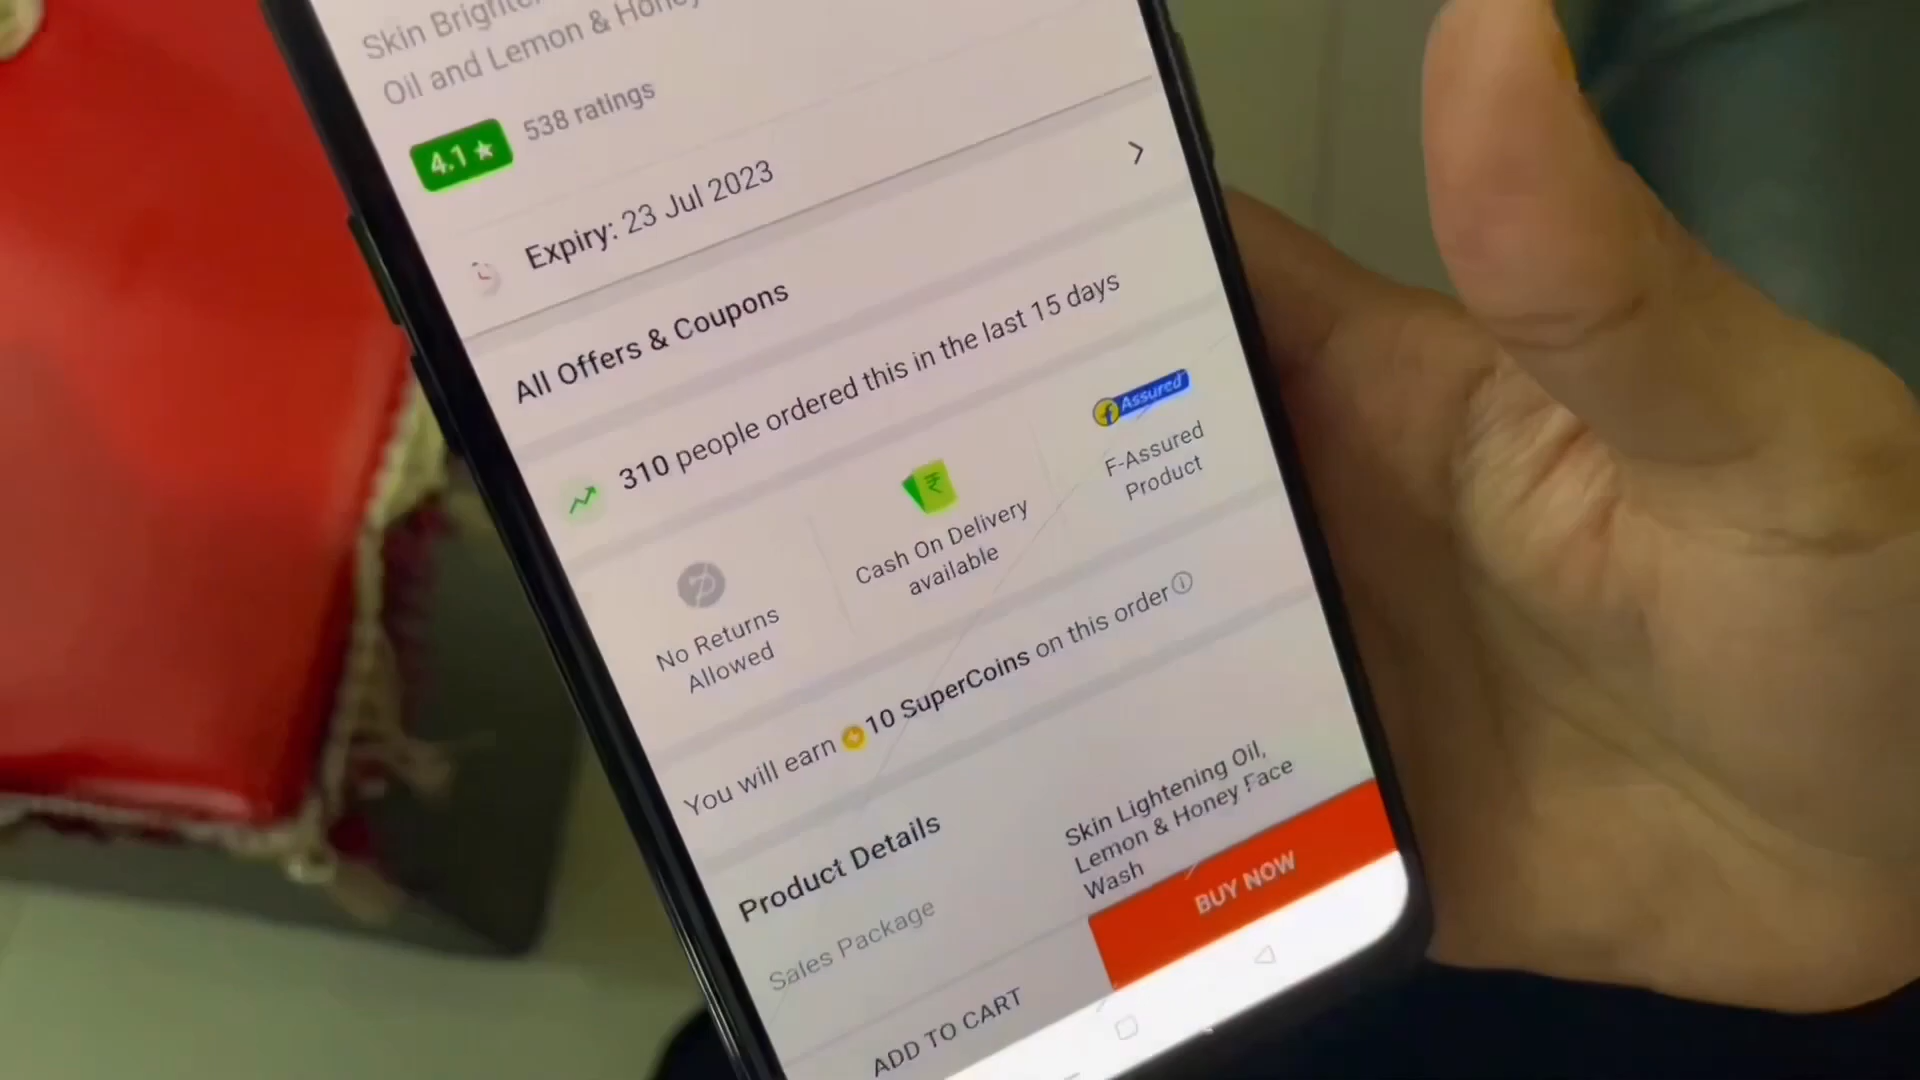 Skin Brighte
Oil and Lemon & Honey
4.1 ★ 538 ratings
Expiry: 23 Jul 2023
All Offers & Coupons
310 people ordered this in the last 15 days
No Returns
Allowed
₹
Cash On Delivery
available
f Assured
F-Assured
Product
You will earn 10 SuperCoins on this order
Product Details
Sales Package
Skin Lightening Oil,
Lemon & Honey Face
Wash
ADD TO CART
BUY NOW